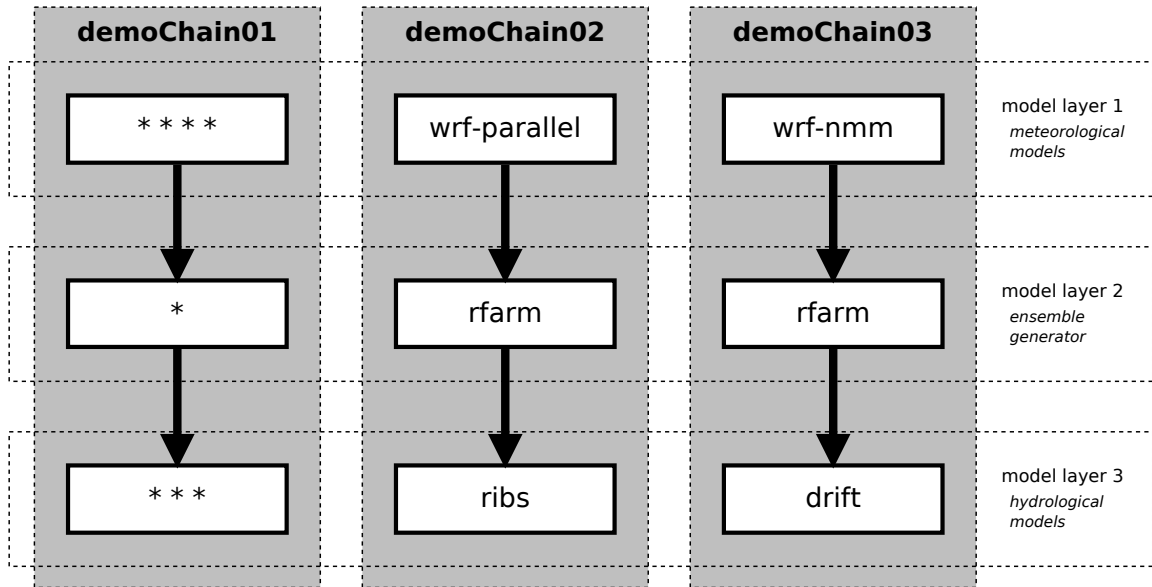 demoChain01 demoChain02 demoChain03
* * * * wrf-parallel wrf-nmm model layer 1
meteorological
models
* rfarm rfarm model layer 2
ensemble
generator
* * * ribs drift model layer 3
hydrological
models